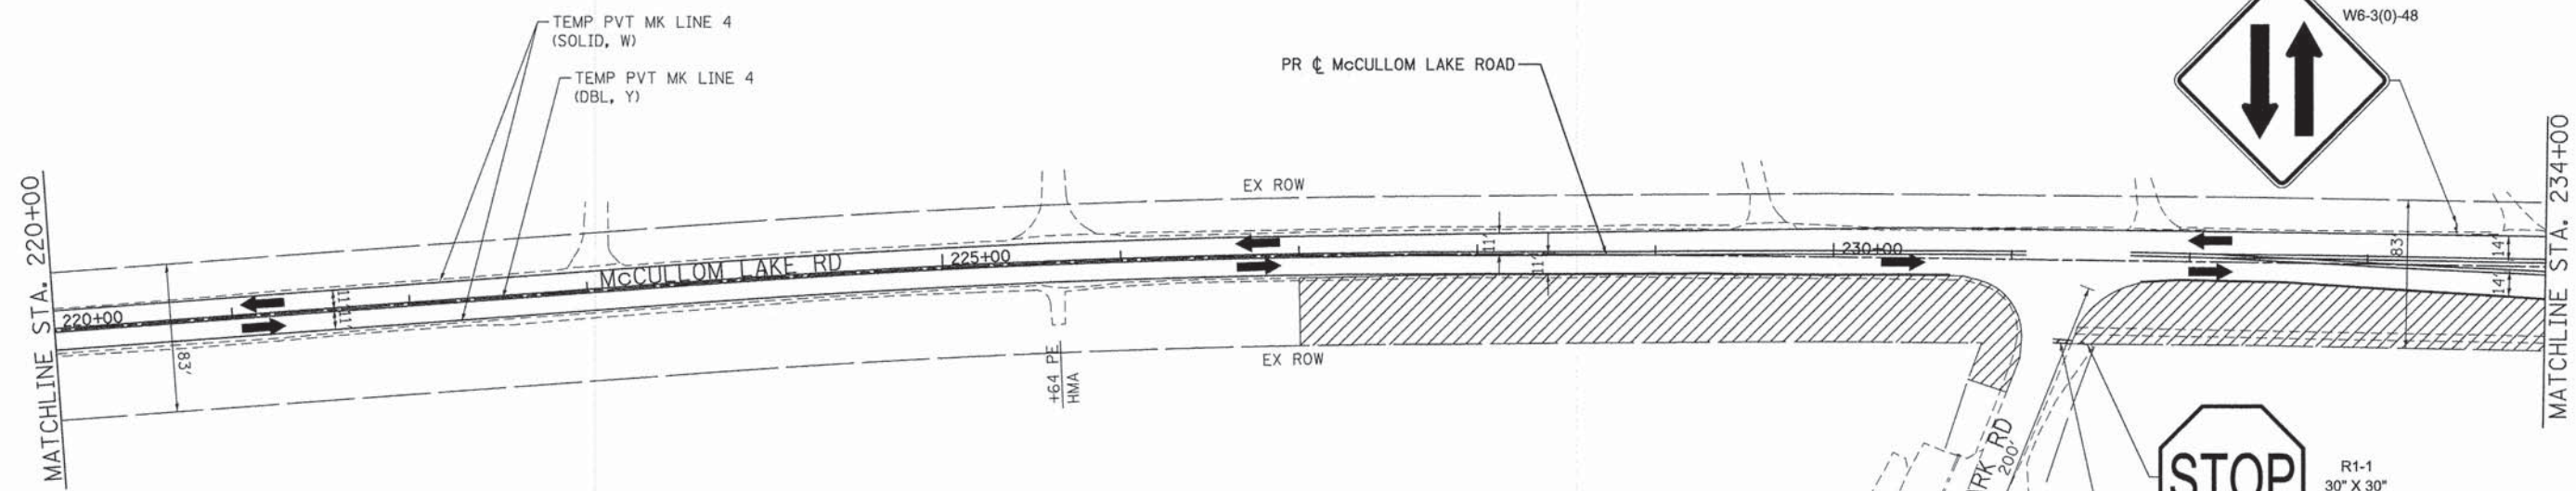 TEMP PVT MK LINE 4
(SOLID, W)
TEMP PVT MK LINE 4
(DBL, Y)
PR ℄ McCULLOM LAKE ROAD
W6-3(O)-48
MATCHLINE STA. 220+00
MATCHLINE STA. 234+00
EX ROW
220+00
11'
11'
McCULLOM LAKE RD
225+00
11'
11'
230+00
83'
14'
14'
83'
+64 PE
HMA
EX ROW
RK RD
200'
STOP
R1-1
30" X 30"